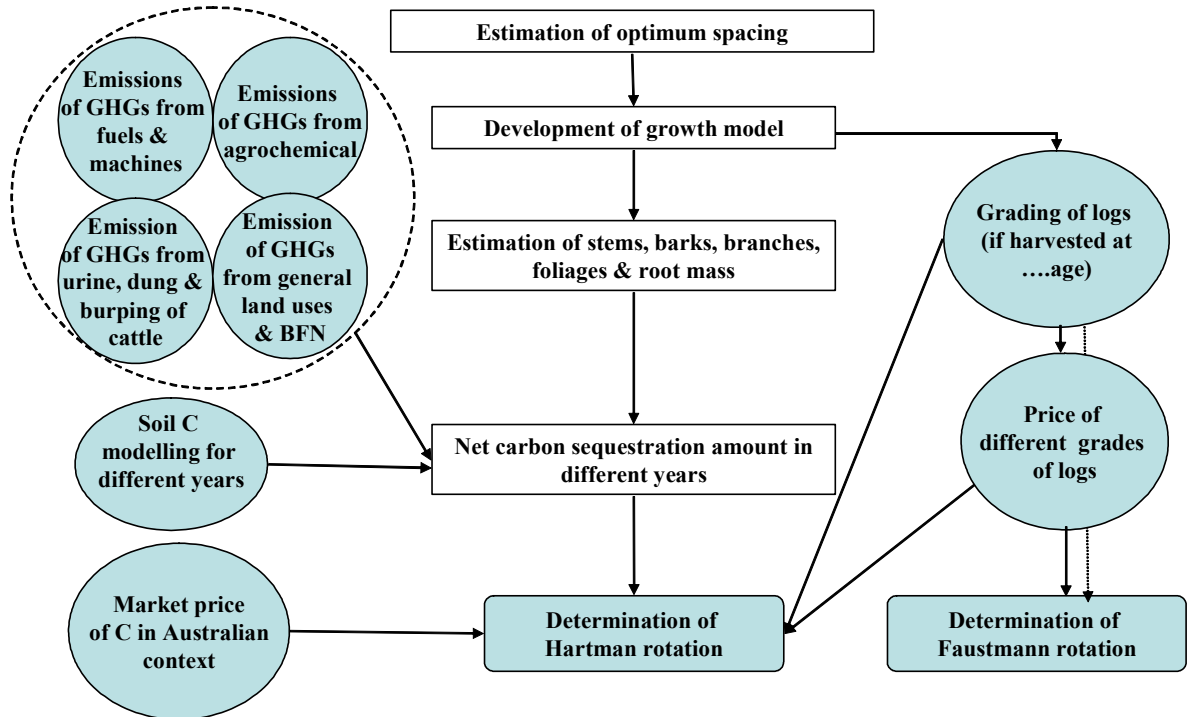 Estimation of optimum spacing
Emissions
of GHGs from
fuels &
machines
Emissions
of GHGs from
agrochemical
Development of growth model
Emission
of GHGs from
urine, dung &
burping of
cattle
Emission
of GHGs
from general
land uses
& BFN
Estimation of stems, barks, branches,
foliages & root mass
Grading of logs
(if harvested at
….age)
Soil C
modelling for
different years
Net carbon sequestration amount in
different years
Price of
different grades
of logs
Market price
of C in Australian
context
Determination of
Hartman rotation
Determination of
Faustmann rotation